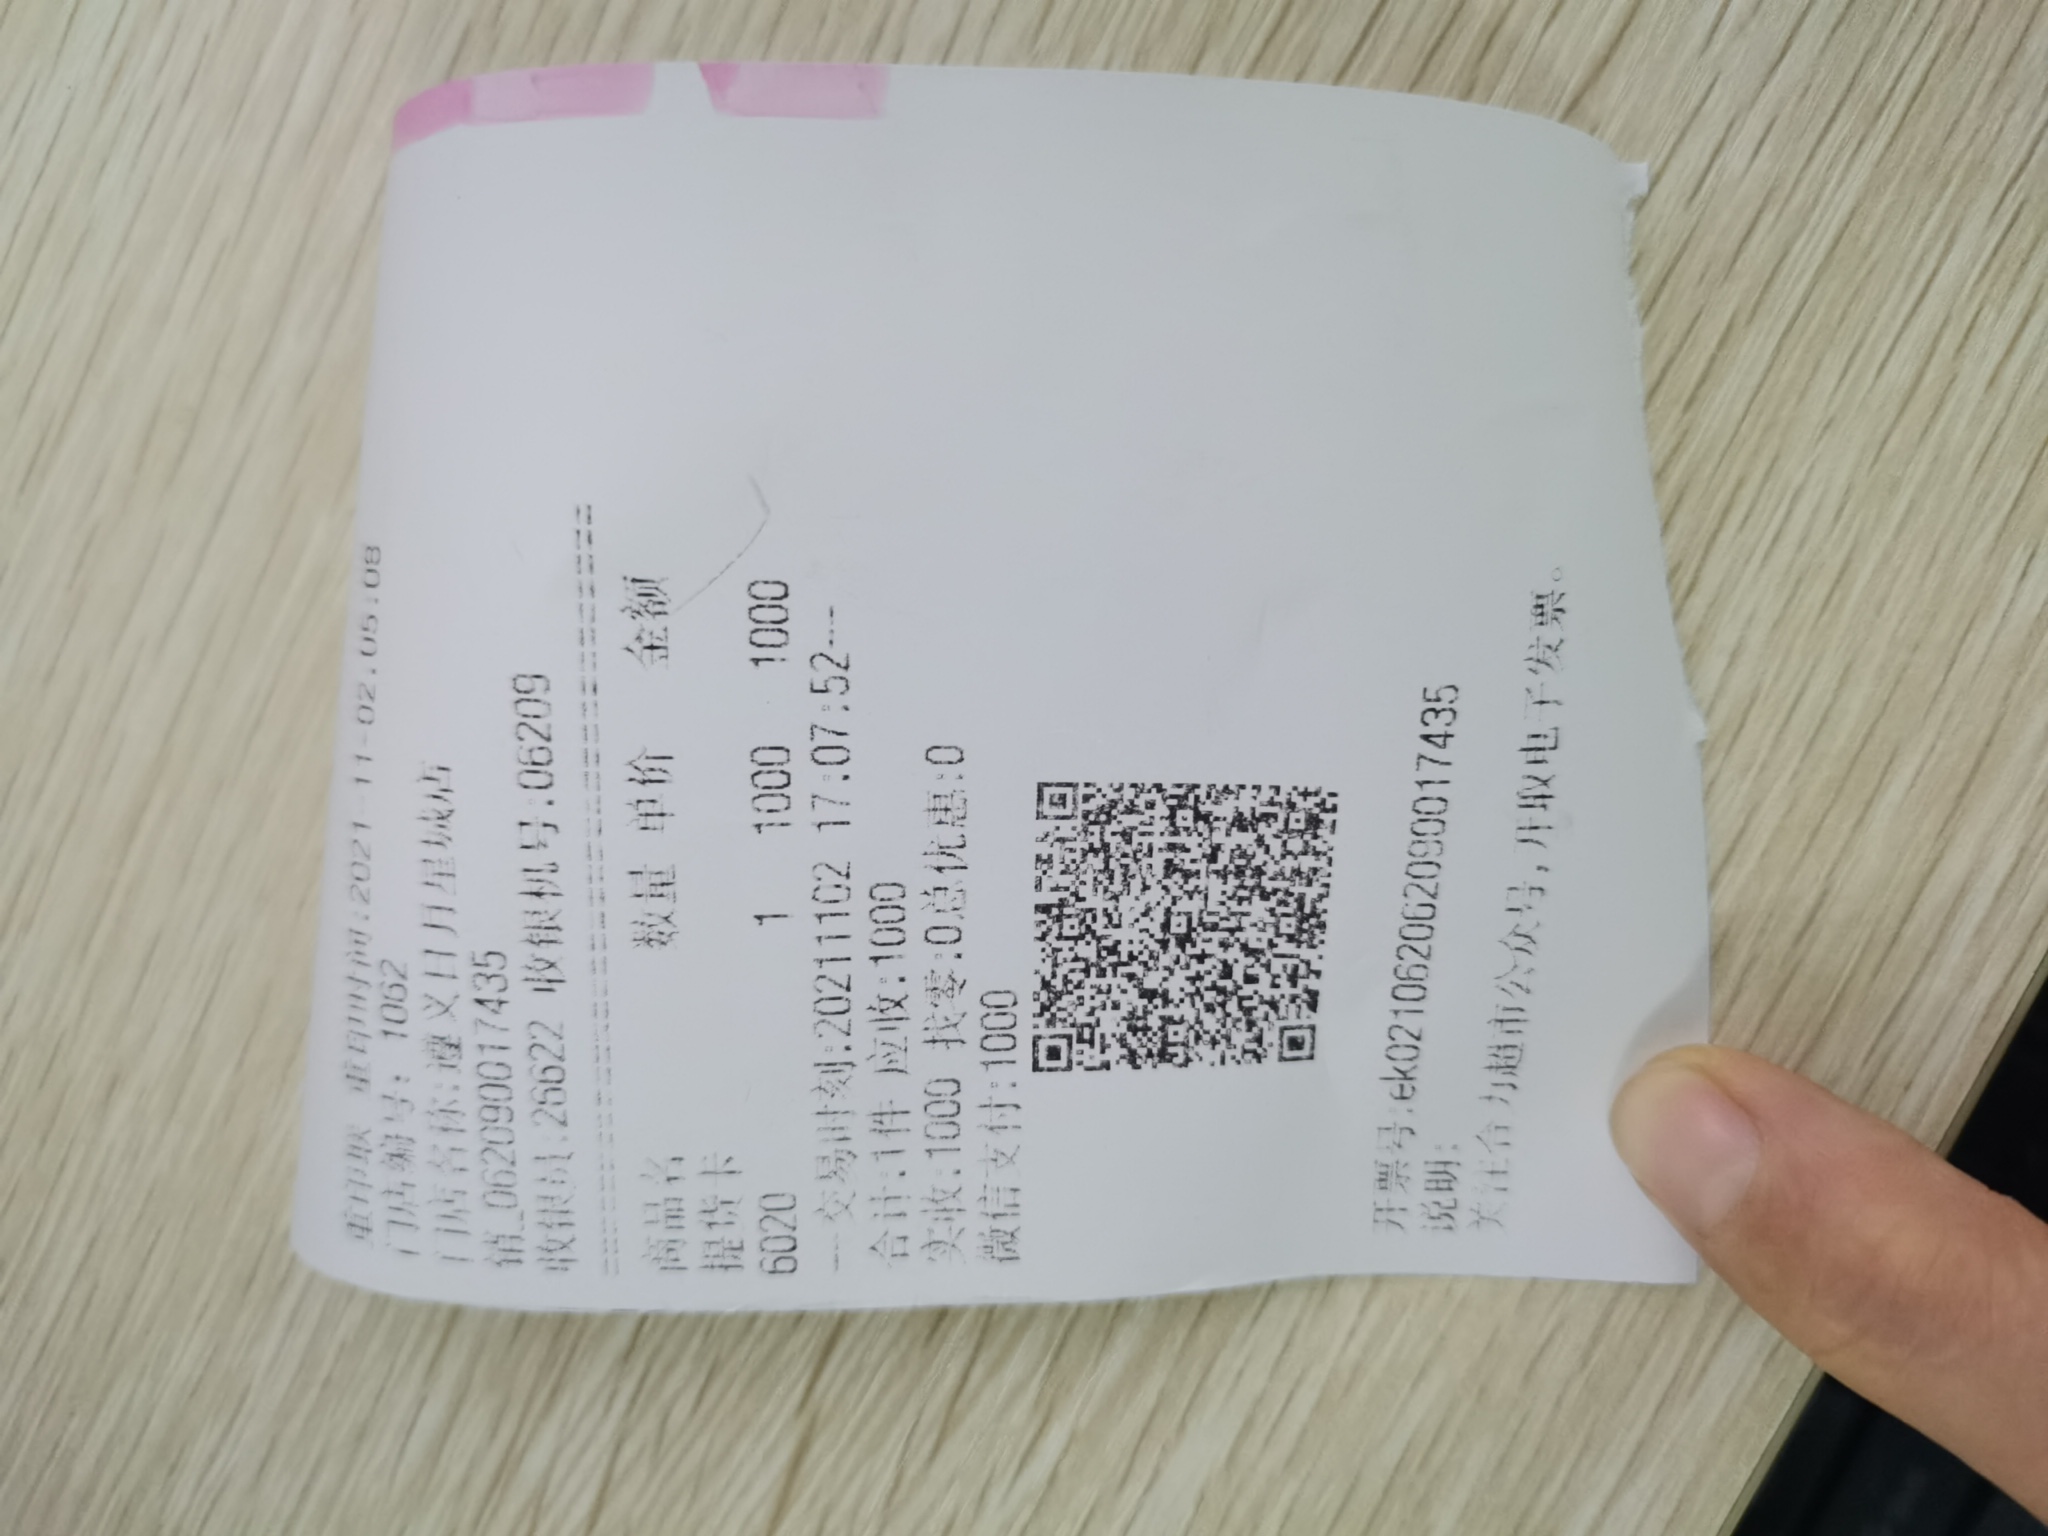 重印联 重印时间:2021-11-02.05:08
门店编号: 1062
门店名称:遵义日月星城店
销_062090017435
收银员:26622 收银机号:06209
商品名 数量 单价 金额
提货卡
6020 1 1000 1000
---交易时刻:20211102 17:07:52---
合计:1件 应收:1000
实收:1000 找零:0总优惠:0
微信支付:1000
开票号:ek021062062090017435
说明:
关注合力超市公众号,开取电子发票。